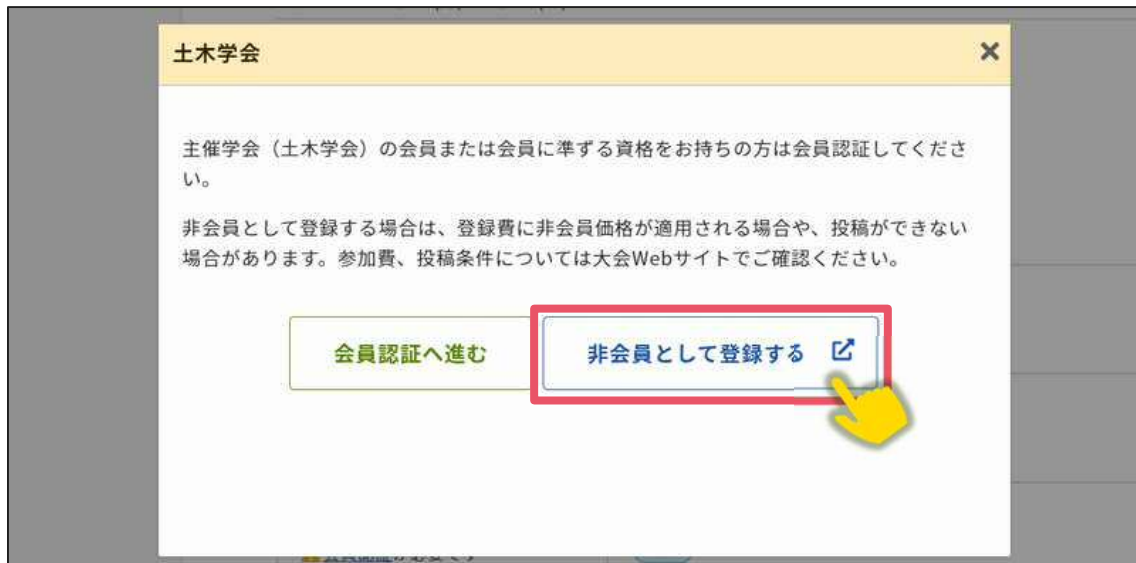 土木学会
主催学会（土木学会）の会員または会員に準ずる資格をお持ちの方は会員認証してくださ
い。
非会員として登録する場合は、登録費に非会員価格が適用される場合や、投稿ができない
場合があります。参加費、投稿条件については大会Webサイトでご確認ください。
会員認証へ進む
非会員として登録する